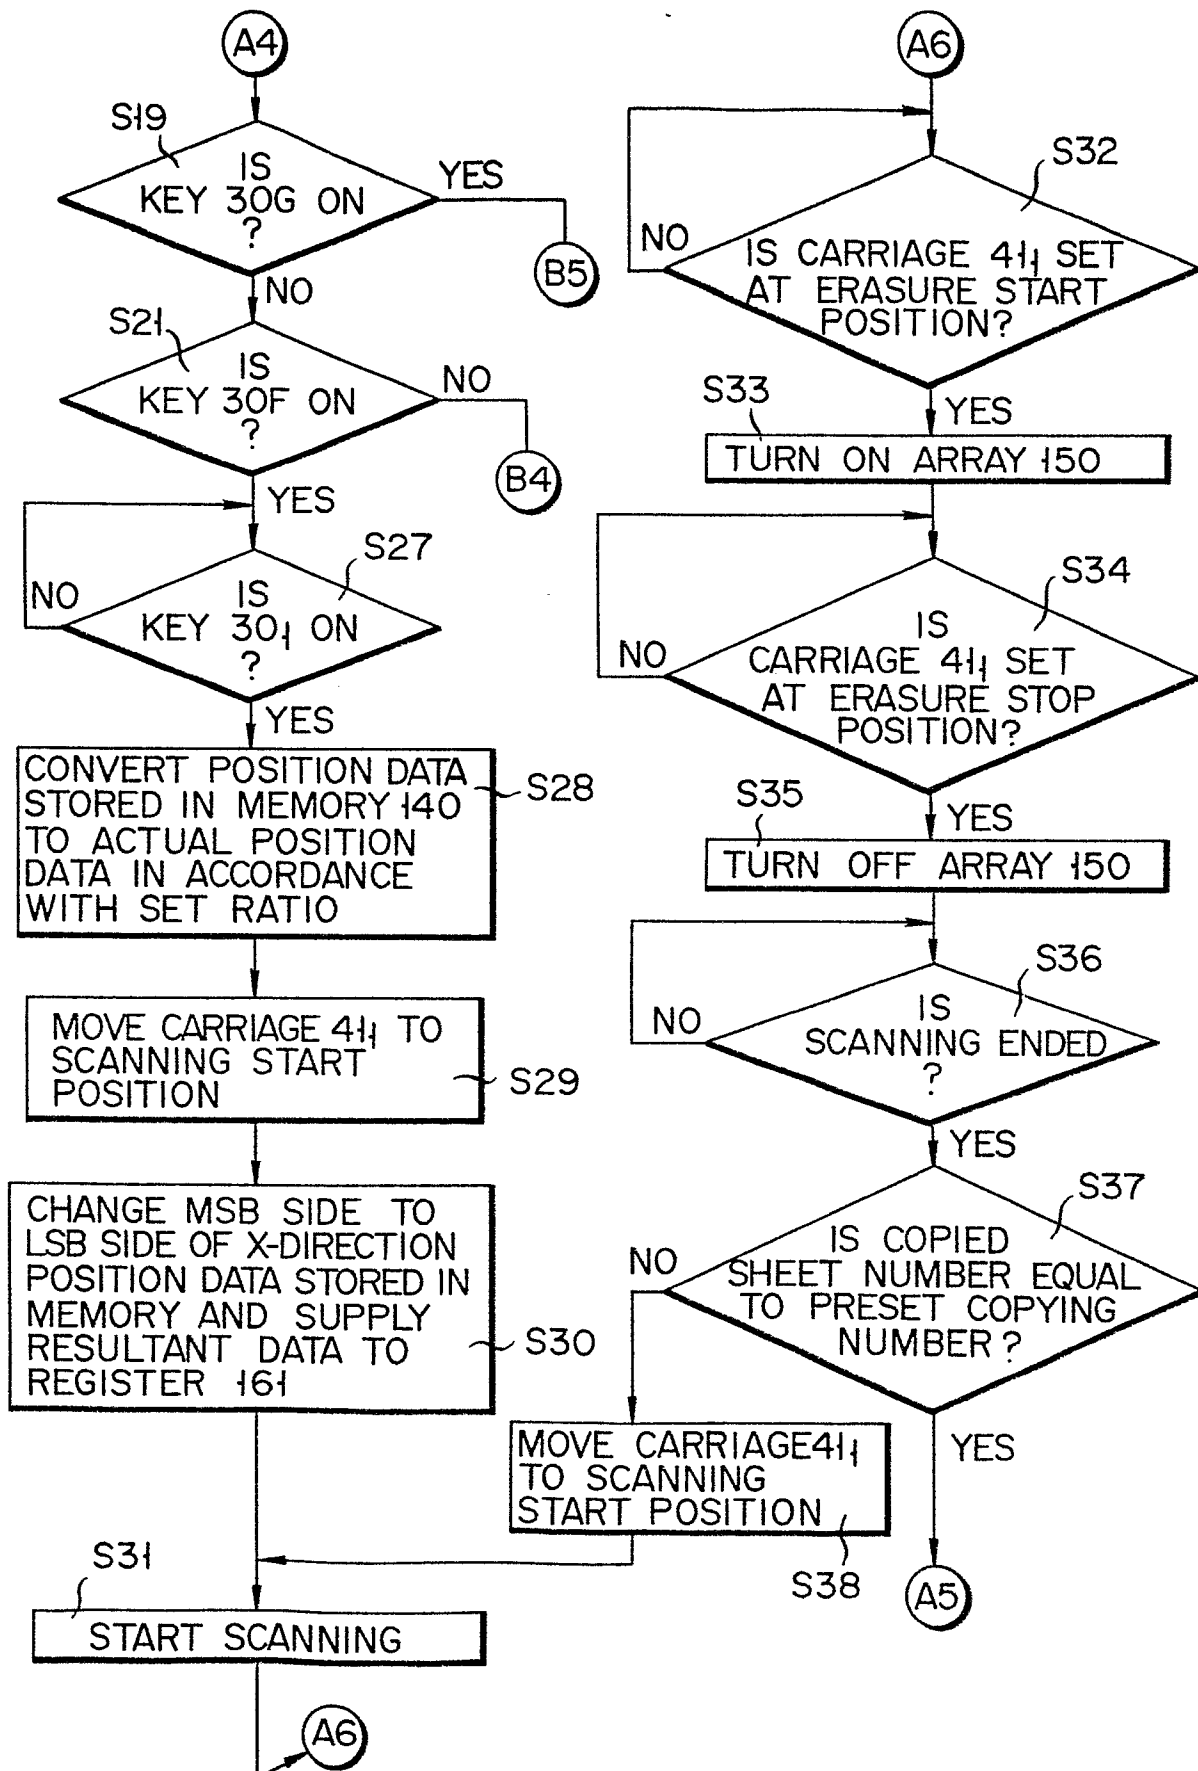 A4
S19
IS
KEY 30G ON
?
YES
B5
NO
S21
IS
KEY 30F ON
?
NO
B4
YES
S27
NO
IS
KEY 30₁ ON
?
YES
CONVERT POSITION DATA
STORED IN MEMORY 140
TO ACTUAL POSITION
DATA IN ACCORDANCE
WITH SET RATIO
S28
MOVE CARRIAGE 41₁ TO
SCANNING START
POSITION
S29
CHANGE MSB SIDE TO
LSB SIDE OF X-DIRECTION
POSITION DATA STORED IN
MEMORY AND SUPPLY
RESULTANT DATA TO
REGISTER 161
S30
S31
START SCANNING
A6
A6
S32
NO
IS CARRIAGE 41₁ SET
AT ERASURE START
POSITION?
YES
S33
TURN ON ARRAY 150
S34
NO
IS
CARRIAGE 41₁ SET
AT ERASURE STOP
POSITION?
YES
S35
TURN OFF ARRAY 150
S36
NO
IS
SCANNING ENDED
?
YES
S37
NO
IS COPIED
SHEET NUMBER EQUAL
TO PRESET COPYING
NUMBER?
YES
MOVE CARRIAGE 41₁
TO SCANNING
START POSITION
S38
A5